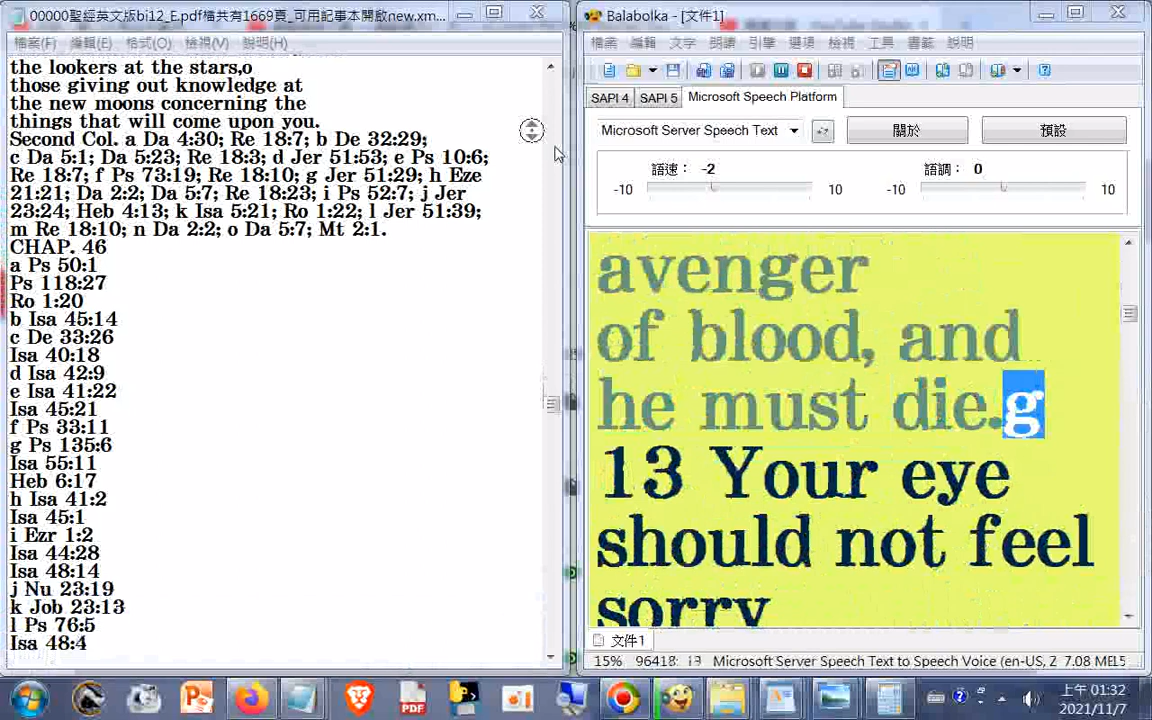 00000聖經英文版bi12_E.pdf檔共有1669頁_可用記事本開啟new.xm...
檔案(F) 編輯(E) 格式(O) 檢視(V) 說明(H)
the lookers at the stars,o
those giving out knowledge at
the new moons concerning the
things that will come upon you.
Second Col. a Da 4:30; Re 18:7; b De 32:29;
c Da 5:1; Da 5:23; Re 18:3; d Jer 51:53; e Ps 10:6;
Re 18:7; f Ps 73:19; Re 18:10; g Jer 51:29; h Eze
21:21; Da 2:2; Da 5:7; Re 18:23; i Ps 52:7; j Jer
23:24; Heb 4:13; k Isa 5:21; Ro 1:22; l Jer 51:39;
m Re 18:10; n Da 2:2; o Da 5:7; Mt 2:1.
CHAP. 46
a Ps 50:1
Ps 118:27
Ro 1:20
b Isa 45:14
c De 33:26
Isa 40:18
d Isa 42:9
e Isa 41:22
Isa 45:21
f Ps 33:11
g Ps 135:6
Isa 55:11
Heb 6:17
h Isa 41:2
Isa 45:1
i Ezr 1:2
Isa 44:28
Isa 48:14
j Nu 23:19
k Job 23:13
l Ps 76:5
Isa 48:4
Balabolka - [文件1]
檔案 編輯 文字 朗讀 引擎 選項 檢視 工具 書籤 說明
SAPI 4 SAPI 5 Microsoft Speech Platform
Microsoft Server Speech Text 關於 預設
語速： -2 語調： 0
-10 10 -10 10
avenger
of blood, and
he must die.g
13 Your eye
should not feel
sorry
文件1
15% 96418: 13 Microsoft Server Speech Text to Speech Voice (en-US, Z 7.08 МБ
PDF
上午 01:32
2021/11/7